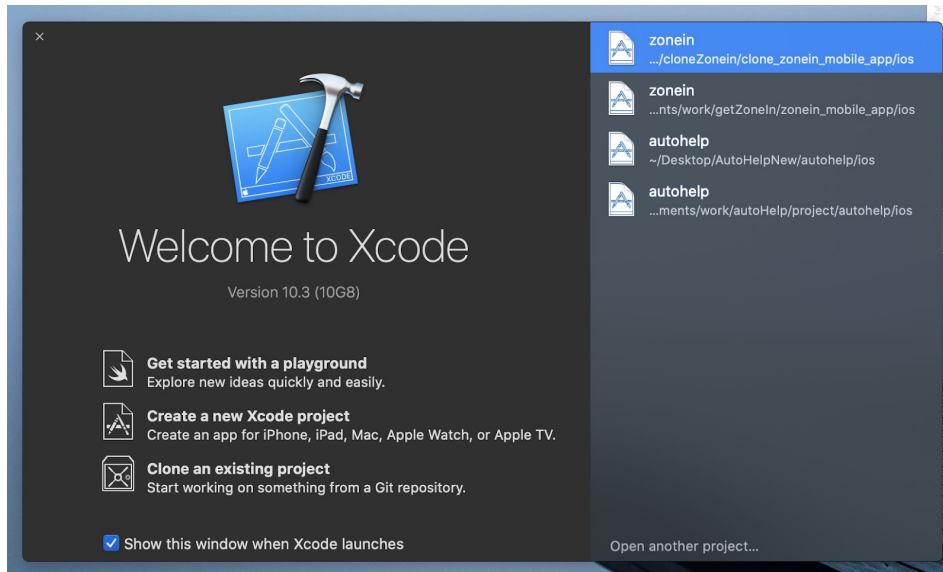 XCODE
Welcome to Xcode
Version 10.3 (10G8)
Get started with a playground
Explore new ideas quickly and easily.
Create a new Xcode project
Create an app for iPhone, iPad, Mac, Apple Watch, or Apple TV.
Clone an existing project
Start working on something from a Git repository.
Show this window when Xcode launches
zonein
.../cloneZonein/clone_zonein_mobile_app/ios
zonein
...nts/work/getZoneIn/zonein_mobile_app/ios
autohelp
~/Desktop/AutoHelpNew/autohelp/ios
autohelp
...ments/work/autoHelp/project/autohelp/ios
Open another project...